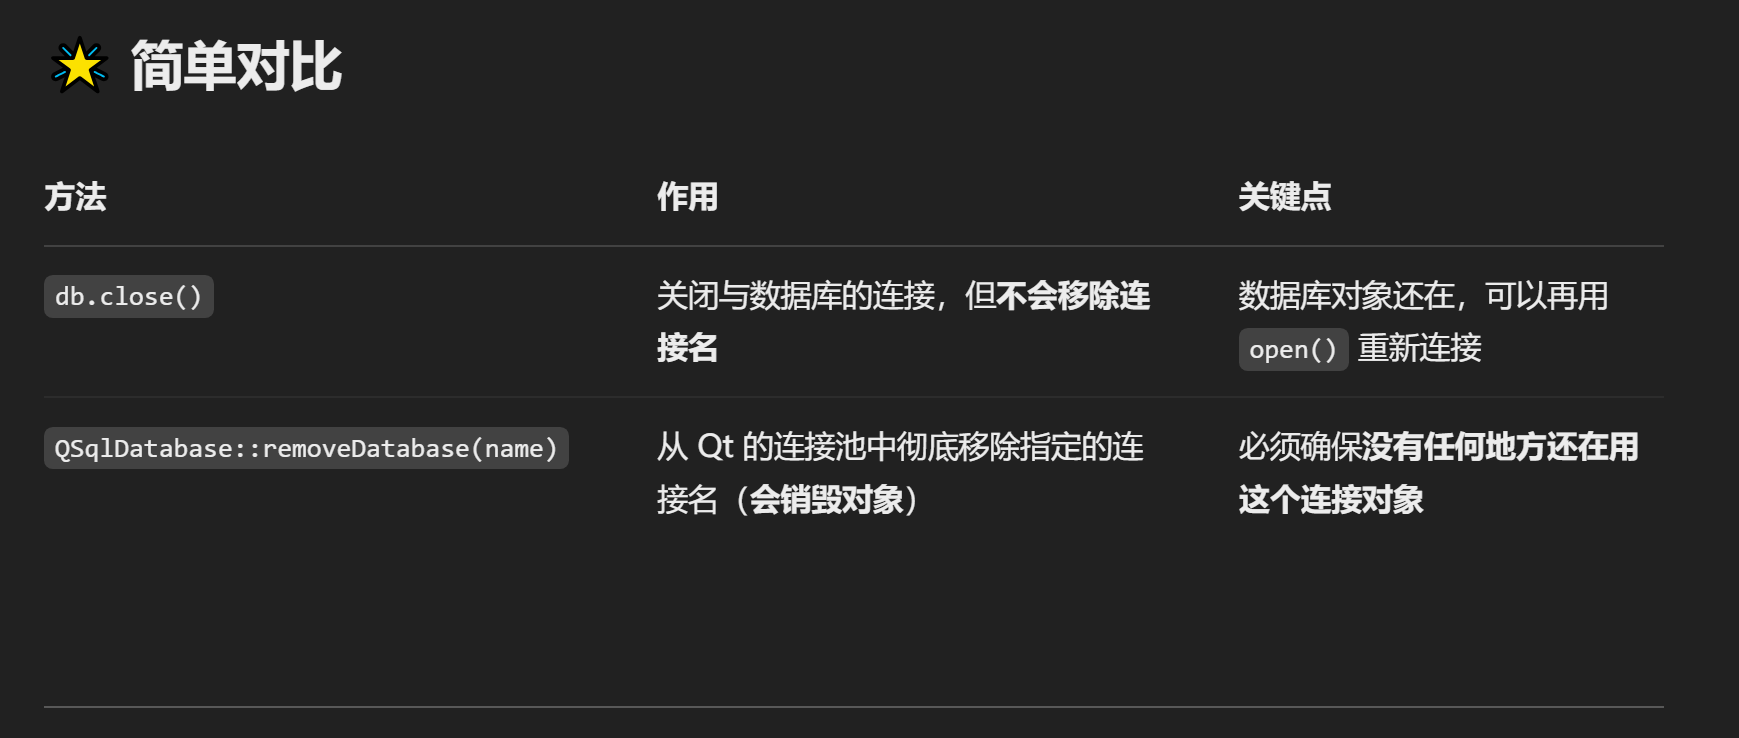 🌟 简单对比
方法 作用 关键点
db.close() 关闭与数据库的连接，但不会移除连 数据库对象还在，可以再用
接名 open() 重新连接
QSqlDatabase::removeDatabase(name) 从 Qt 的连接池中彻底移除指定的连 必须确保没有任何地方还在用
接名（会销毁对象） 这个连接对象